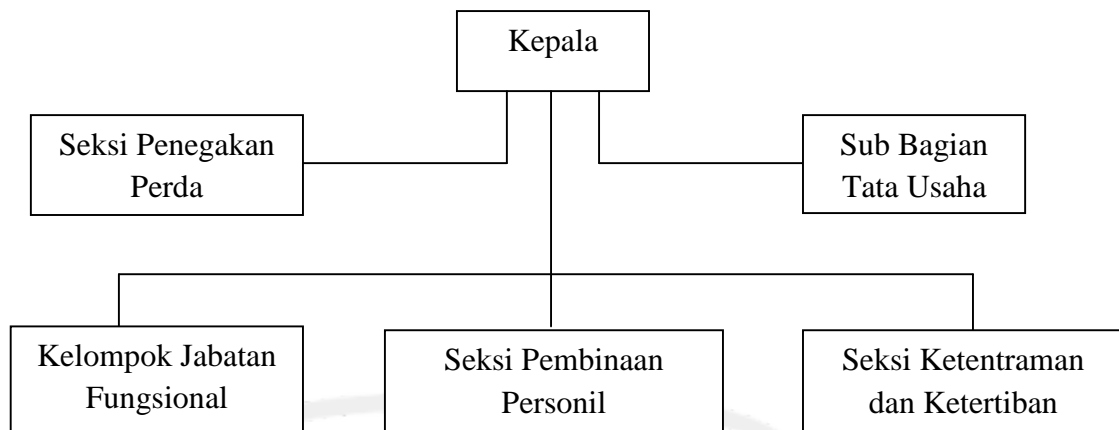 Kepala
Seksi Penegakan
Perda
Sub Bagian
Tata Usaha
Kelompok Jabatan
Fungsional
Seksi Pembinaan
Personil
Seksi Ketentraman
dan Ketertiban